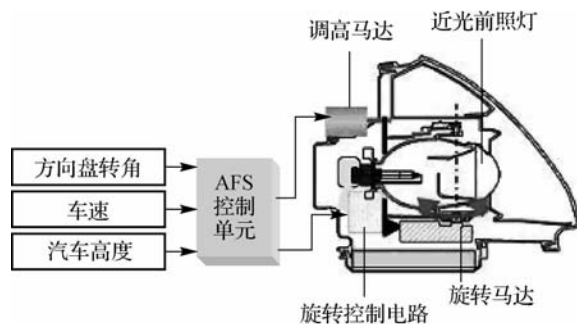 调高马达
近光前照灯
方向盘转角
车速
汽车高度
AFS
控制
单元
旋转马达
旋转控制电路